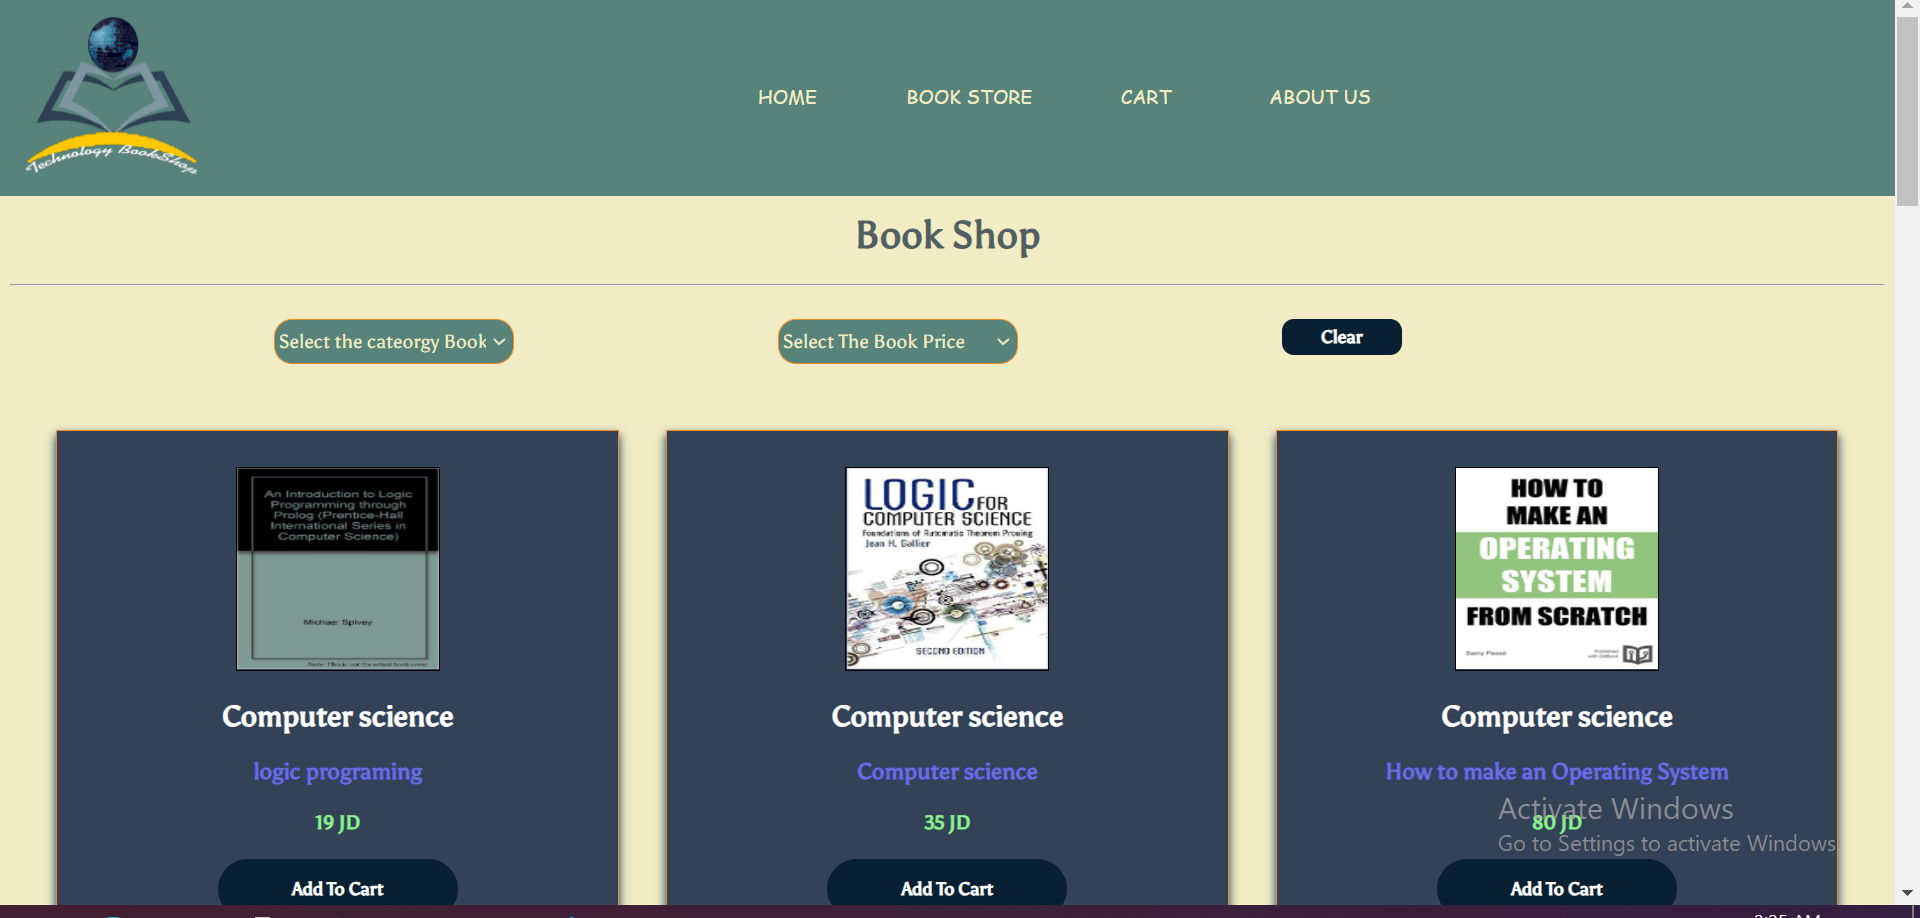 Technology BookShop
HOME
BOOK STORE
CART
ABOUT US
Book Shop
Select the cateorgy Book
Select The Book Price
Clear
An Introduction to Logic
Programming through
Prolog (Prentice-Hall
International Series in
Computer Science)
Michael Spivey
Note: This is not the actual book cover
LOGIC FOR
COMPUTER SCIENCE
Foundations of Automatic Theorem Proving
Jean H. Gallier
SECOND EDITION
HOW TO
MAKE AN
OPERATING
SYSTEM
FROM SCRATCH
Samy Pessé
Published
with GitBook
Computer science
logic programing
19 JD
Add To Cart
Computer science
Computer science
35 JD
Add To Cart
Computer science
How to make an Operating System
80 JD
Add To Cart
Activate Windows
Go to Settings to activate Windows